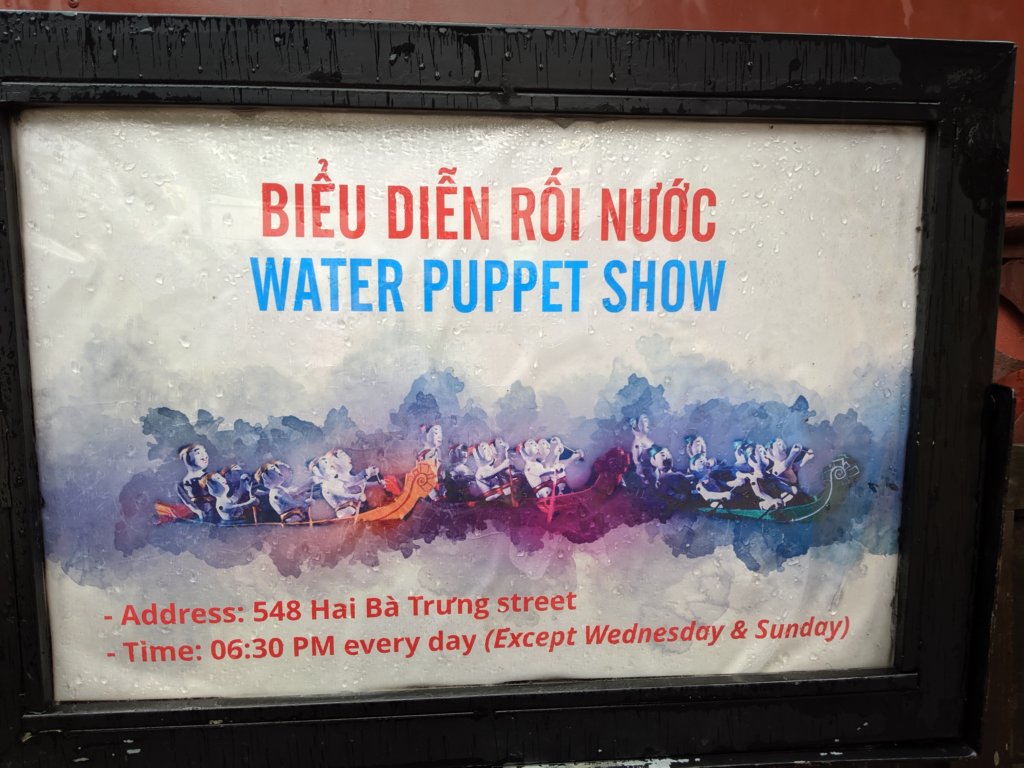 BIỂU DIỄN RỐI NƯỚC
WATER PUPPET SHOW
- Address: 548 Hai Bà Trưng street
- Time: 06:30 PM every day (Except Wednesday & Sunday)